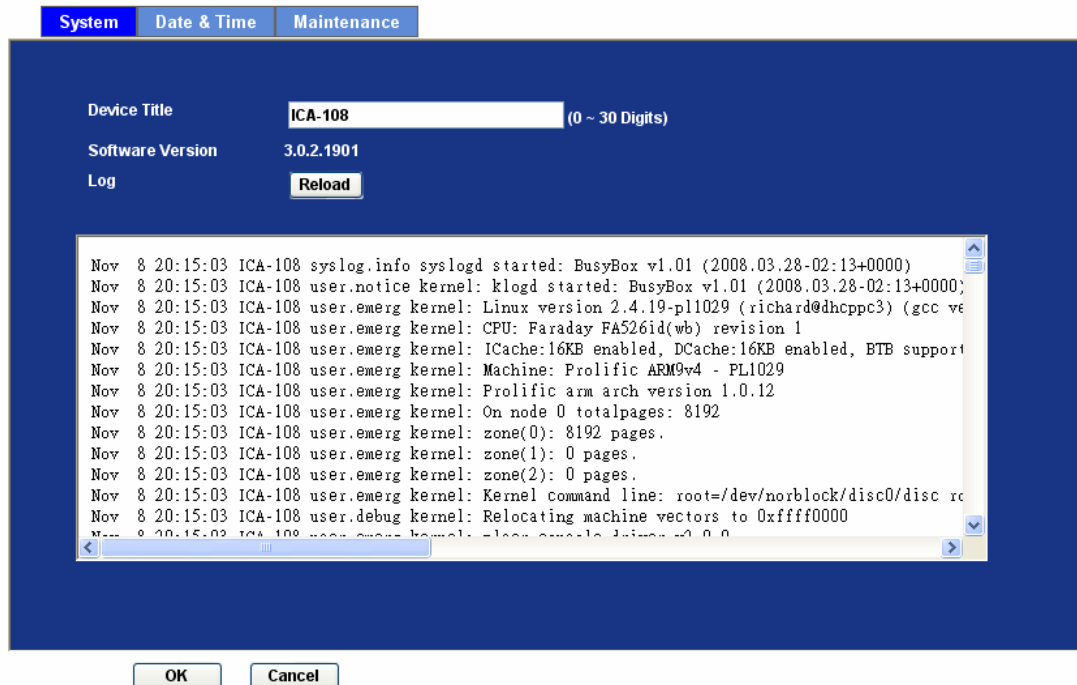 System Date & Time Maintenance
Device Title ICA-108 (0 ~ 30 Digits)
Software Version 3.0.2.1901
Log Reload
Nov 8 20:15:03 ICA-108 syslog.info syslogd started: BusyBox v1.01 (2008.03.28-02:13+0000)
Nov 8 20:15:03 ICA-108 user.notice kernel: klogd started: BusyBox v1.01 (2008.03.28-02:13+0000)
Nov 8 20:15:03 ICA-108 user.emerg kernel: Linux version 2.4.19-pl1029 (richard@dhcppc3) (gcc ve
Nov 8 20:15:03 ICA-108 user.emerg kernel: CPU: Faraday FA526id(wb) revision 1
Nov 8 20:15:03 ICA-108 user.emerg kernel: ICache:16KB enabled, DCache:16KB enabled, BTB support
Nov 8 20:15:03 ICA-108 user.emerg kernel: Machine: Prolific ARM9v4 - PL1029
Nov 8 20:15:03 ICA-108 user.emerg kernel: Prolific arm arch version 1.0.12
Nov 8 20:15:03 ICA-108 user.emerg kernel: On node 0 totalpages: 8192
Nov 8 20:15:03 ICA-108 user.emerg kernel: zone(0): 8192 pages.
Nov 8 20:15:03 ICA-108 user.emerg kernel: zone(1): 0 pages.
Nov 8 20:15:03 ICA-108 user.emerg kernel: zone(2): 0 pages.
Nov 8 20:15:03 ICA-108 user.emerg kernel: Kernel command line: root=/dev/norblock/disc0/disc ro
Nov 8 20:15:03 ICA-108 user.debug kernel: Relocating machine vectors to 0xffff0000
Nov 8 20:15:03 ICA-108 user.emerg kernel:
OK Cancel